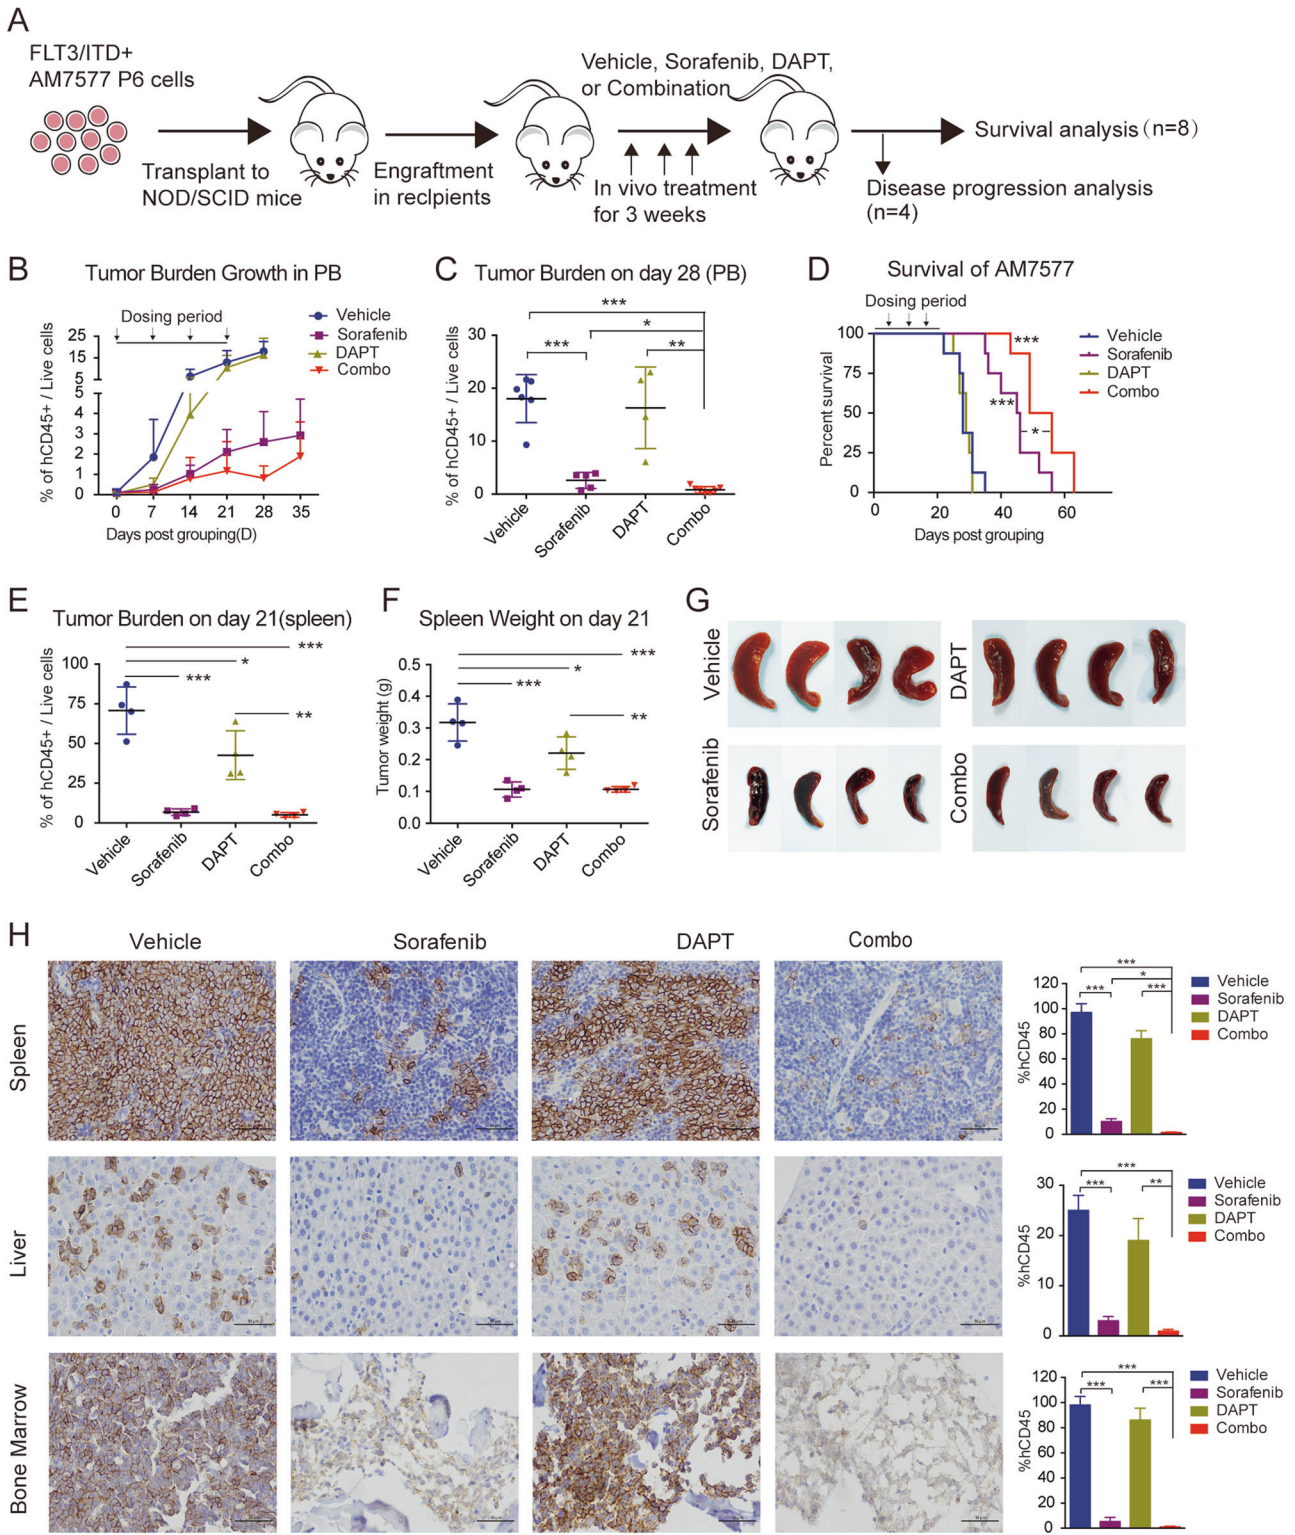 A
FLT3/ITD+
AM7577 P6 cells
Transplant to
NOD/SCID mice
Engraftment
in recIpients
Vehicle, Sorafenib, DAPT,
or Combination
In vivo treatment
for 3 weeks
Survival analysis (n=8)
Disease progression analysis
(n=4)
B
Tumor Burden Growth in PB
Dosing period
Vehicle
Sorafenib
DAPT
Combo
% of hCD45+ / Live cells
25
15
5
5
4
3
2
1
0
0 7 14 21 28 35
Days post grouping(D)
C
Tumor Burden on day 28 (PB)
% of hCD45+ / Live cells
30
20
10
0
***
*
*** **
Vehicle Sorafenib DAPT Combo
D
Survival of AM7577
Dosing period
Percent survival
100
75
50
25
0
***
***
*
Vehicle
Sorafenib
DAPT
Combo
0 20 40 60
Days post grouping
E
Tumor Burden on day 21(spleen)
% of hCD45+ / Live cells
100
75
50
25
0
***
*
***
**
Vehicle Sorafenib DAPT Combo
F
Spleen Weight on day 21
Tumor weight (g)
0.5
0.4
0.3
0.2
0.1
0.0
***
*
***
**
Vehicle Sorafenib DAPT Combo
G
Vehicle
DAPT
Sorafenib
Combo
H
Vehicle Sorafenib DAPT Combo
Spleen
%hCD45
120
100
80
60
40
20
0
***
*
*** ***
Vehicle
Sorafenib
DAPT
Combo
Liver
%hCD45
30
20
10
0
***
*** **
Vehicle
Sorafenib
DAPT
Combo
Bone Marrow
%hCD45
120
100
80
60
40
20
0
***
*** ***
Vehicle
Sorafenib
DAPT
Combo